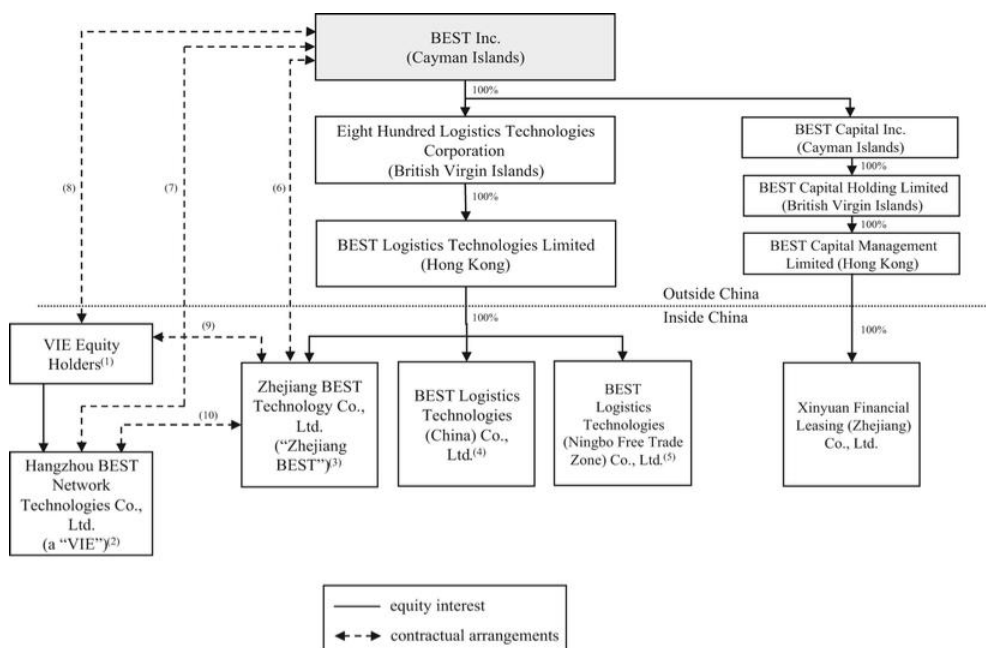 BEST Inc.
(Cayman Islands)
100%
100%
Eight Hundred Logistics Technologies
Corporation
(British Virgin Islands)
BEST Capital Inc.
(Cayman Islands)
100%
(8)
(7)
(6)
BEST Capital Holding Limited
(British Virgin Islands)
100%
100%
BEST Logistics Technologies Limited
(Hong Kong)
BEST Capital Management
Limited (Hong Kong)
Outside China
Inside China
100%
100%
VIE Equity
Holders(1)
(9)
Zhejiang BEST
Technology Co.,
Ltd.
(“Zhejiang
BEST”)(3)
BEST Logistics
Technologies
(China) Co.,
Ltd.(4)
BEST
Logistics
Technologies
(Ningbo Free Trade
Zone) Co., Ltd.(5)
Xinyuan Financial
Leasing (Zhejiang)
Co., Ltd.
(10)
Hangzhou BEST
Network
Technologies Co.,
Ltd.
(a “VIE”)(2)
equity interest
contractual arrangements